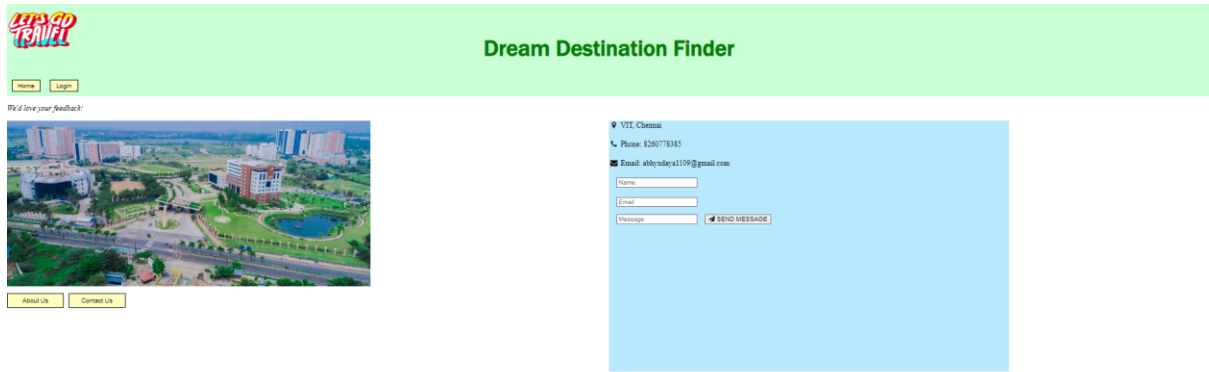 LET'S GO
TRAVEL
Dream Destination Finder
Home Login
We'd love your feedback!
VIT, Chennai
Phone: 8260778385
Email: abhyudaya1109@gmail.com
Name
Email
Message SEND MESSAGE
About Us Contact Us